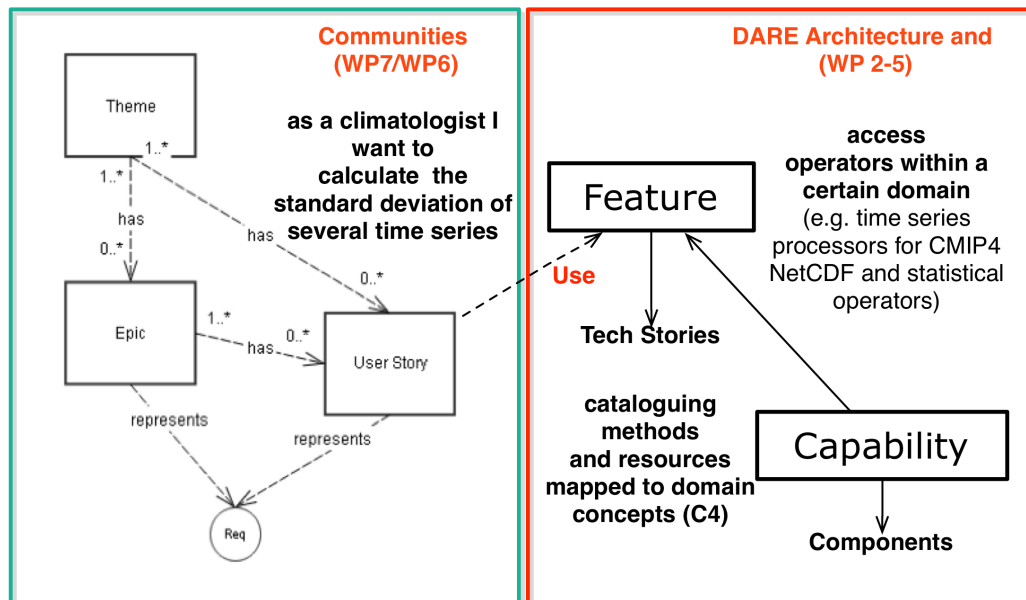 Communities
(WP7/WP6)
Theme
as a climatologist I
want to
calculate  the
standard deviation of
several time series
1..*
1..*
has
has
0..*
0..*
Epic
1..*
has
0..*
User Story
represents
represents
Req
Use
DARE Architecture and
(WP 2-5)
access
operators within a
certain domain
(e.g. time series
processors for CMIP4
NetCDF and statistical
operators)
Feature
Tech Stories
cataloguing
methods
and resources
mapped to domain
concepts (C4)
Capability
Components